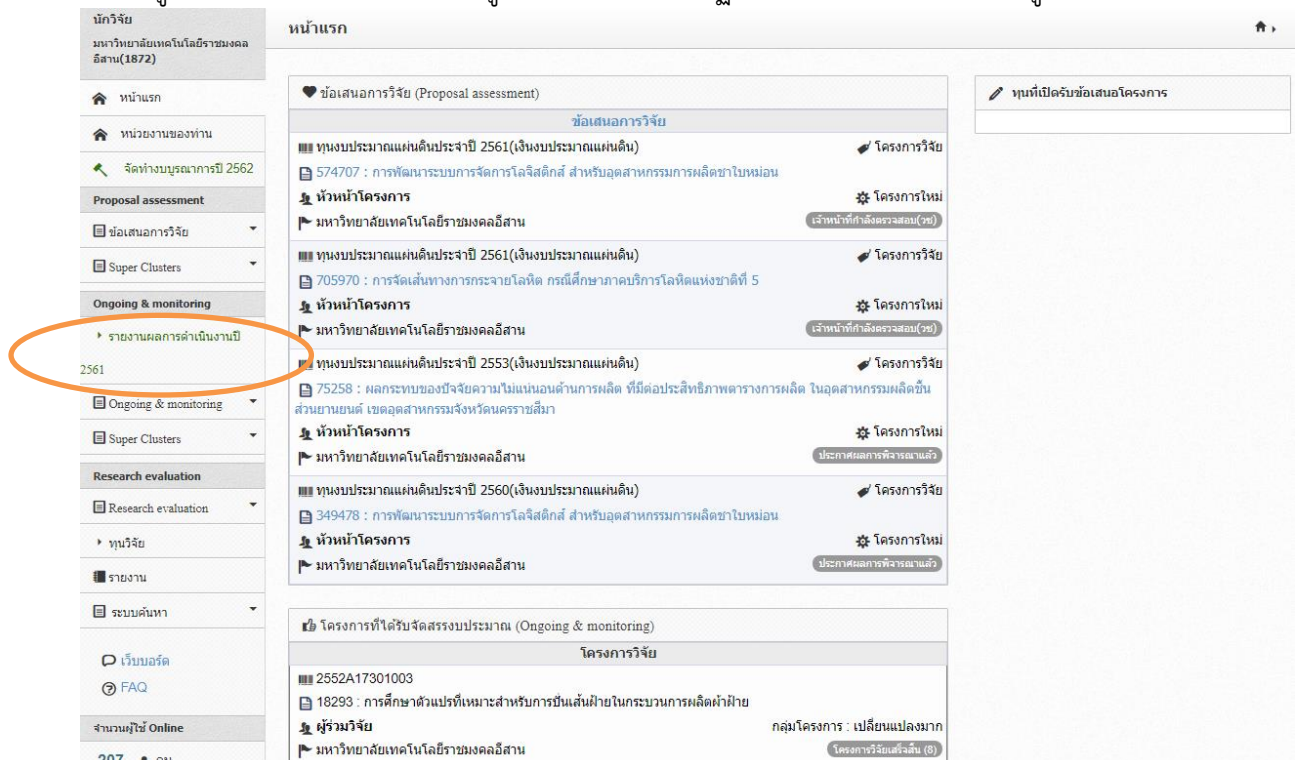 นักวิจัย
มหาวิทยาลัยเทคโนโลยีราชมงคล
อีสาน(1872)
หน้าแรก
หน่วยงานของท่าน
จัดทำงบบูรณาการปี 2562
Proposal assessment
ข้อเสนอการวิจัย
Super Clusters
Ongoing & monitoring
รายงานผลการดำเนินงานปี
2561
Ongoing & monitoring
Super Clusters
Research evaluation
Research evaluation
ทุนวิจัย
รายงาน
ระบบค้นหา
เว็บบอร์ด
FAQ
จำนวนผู้ใช้ Online
หน้าแรก
ข้อเสนอการวิจัย (Proposal assessment)
ข้อเสนอการวิจัย
ทุนงบประมาณแผ่นดินประจำปี 2561(เงินงบประมาณแผ่นดิน) โครงการวิจัย
574707 : การพัฒนาระบบการจัดการโลจิสติกส์ สำหรับอุตสาหกรรมการผลิตชาใบหม่อน
หัวหน้าโครงการ โครงการใหม่
มหาวิทยาลัยเทคโนโลยีราชมงคลอีสาน เจ้าหน้าที่กำลังตรวจสอบ(วช)
ทุนงบประมาณแผ่นดินประจำปี 2561(เงินงบประมาณแผ่นดิน) โครงการวิจัย
705970 : การจัดเส้นทางการกระจายโลหิต กรณีศึกษาภาคบริการโลหิตแห่งชาติที่ 5
หัวหน้าโครงการ โครงการใหม่
มหาวิทยาลัยเทคโนโลยีราชมงคลอีสาน เจ้าหน้าที่กำลังตรวจสอบ(วช)
ทุนงบประมาณแผ่นดินประจำปี 2553(เงินงบประมาณแผ่นดิน) โครงการวิจัย
75258 : ผลกระทบของปัจจัยความไม่แน่นอนด้านการผลิต ที่มีต่อประสิทธิภาพตารางการผลิต ในอุตสาหกรรมผลิตชิ้น
ส่วนยานยนต์ เขตอุตสาหกรรมจังหวัดนครราชสีมา
หัวหน้าโครงการ โครงการใหม่
มหาวิทยาลัยเทคโนโลยีราชมงคลอีสาน ประกาศผลการพิจารณาแล้ว
ทุนงบประมาณแผ่นดินประจำปี 2560(เงินงบประมาณแผ่นดิน) โครงการวิจัย
349478 : การพัฒนาระบบการจัดการโลจิสติกส์ สำหรับอุตสาหกรรมการผลิตชาใบหม่อน
หัวหน้าโครงการ โครงการใหม่
มหาวิทยาลัยเทคโนโลยีราชมงคลอีสาน ประกาศผลการพิจารณาแล้ว
โครงการที่ได้รับจัดสรรงบประมาณ (Ongoing & monitoring)
โครงการวิจัย
2552A17301003
18293 : การศึกษาตัวแปรที่เหมาะสำหรับการปั่นเส้นฝ้ายในกระบวนการผลิตผ้าฝ้าย
ผู้ร่วมวิจัย กลุ่มโครงการ : เปลี่ยนแปลงมาก
มหาวิทยาลัยเทคโนโลยีราชมงคลอีสาน โครงการวิจัยเสร็จสิ้น (8)
ทุนที่เปิดรับข้อเสนอโครงการ